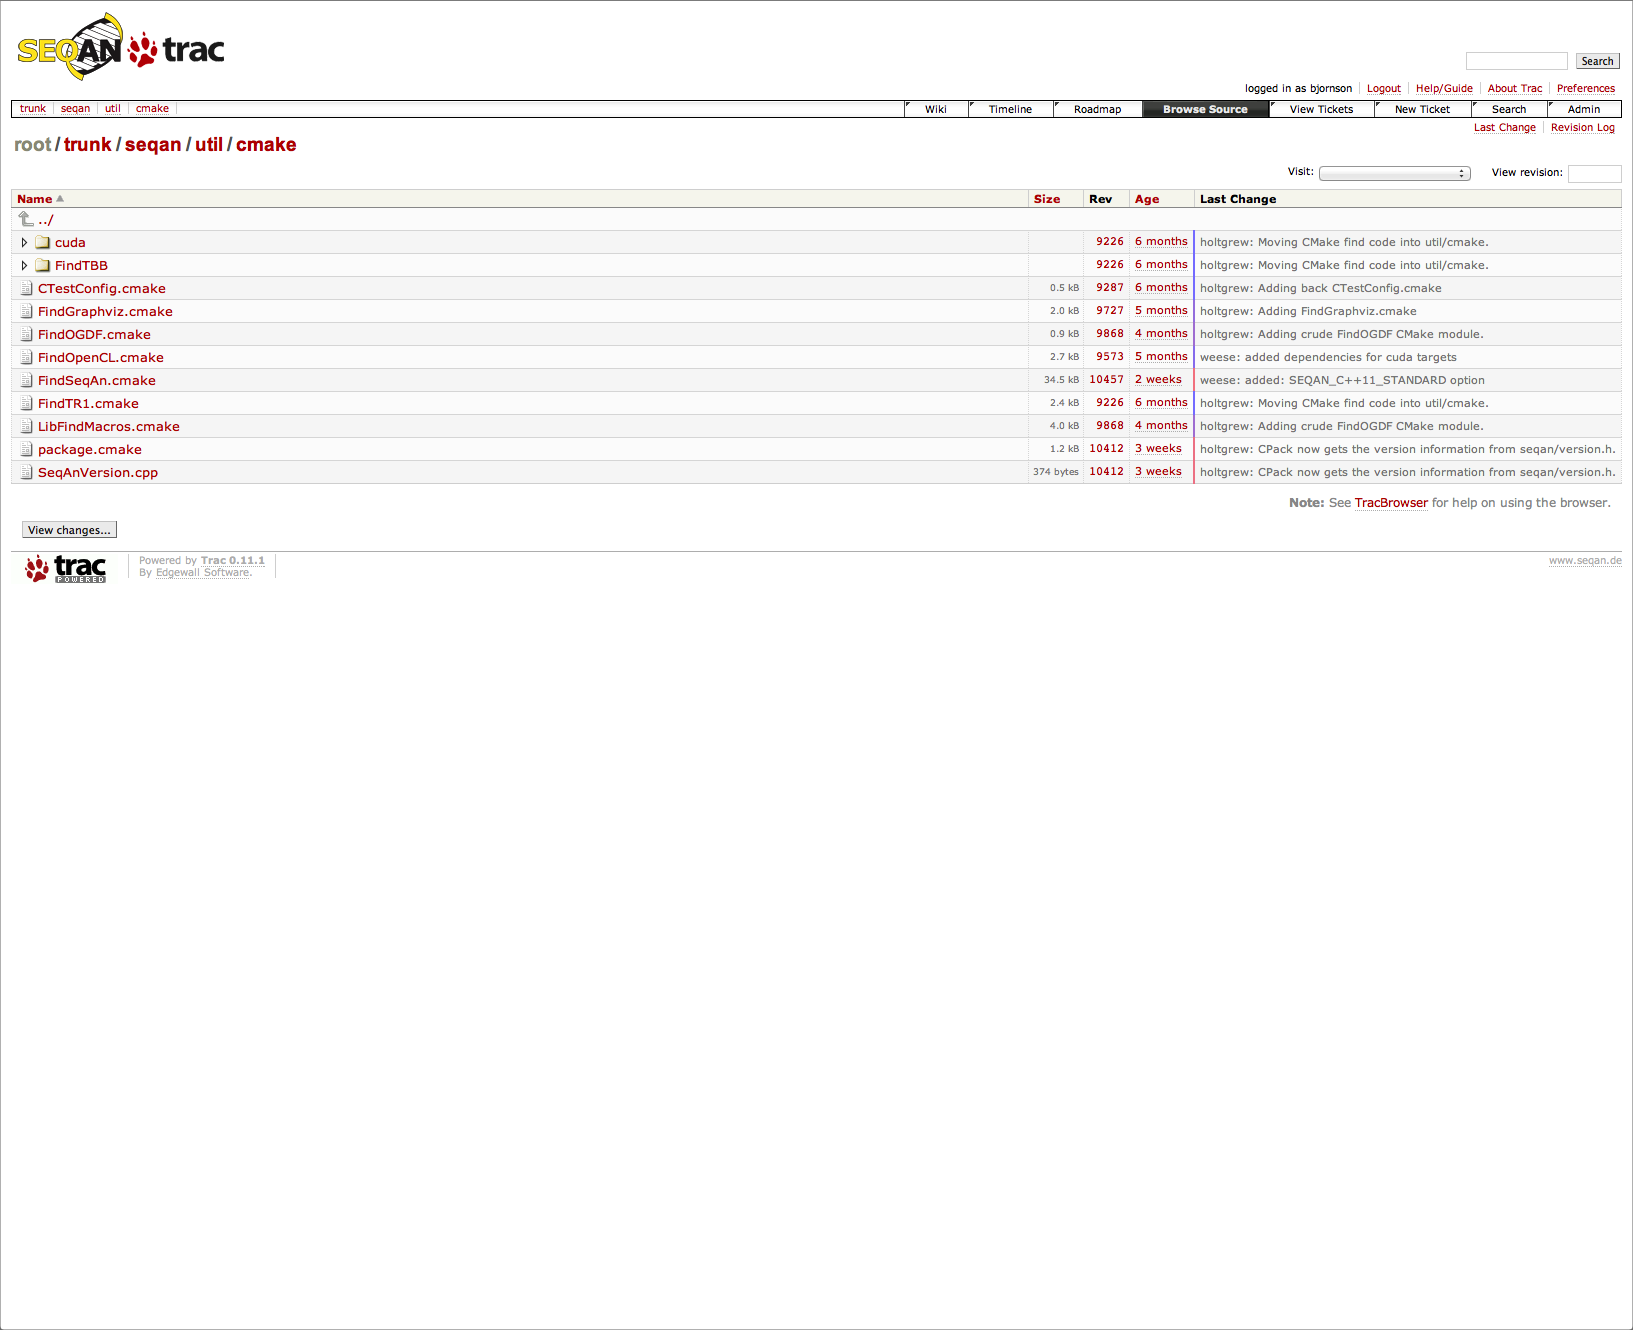 SEQAN trac
Search
logged in as bjornson Logout Help/Guide About Trac Preferences
trunk seqan util cmake Wiki Timeline Roadmap Browse Source View Tickets New Ticket Search Admin
Last Change Revision Log
root / trunk / seqan / util / cmake
Visit: View revision:
Name Size Rev Age Last Change
../
cuda 9226 6 months holtgrew: Moving CMake find code into util/cmake.
FindTBB 9226 6 months holtgrew: Moving CMake find code into util/cmake.
CTestConfig.cmake 0.5 kB 9287 6 months holtgrew: Adding back CTestConfig.cmake
FindGraphviz.cmake 2.0 kB 9727 5 months holtgrew: Adding FindGraphviz.cmake
FindOGDF.cmake 0.9 kB 9868 4 months holtgrew: Adding crude FindOGDF CMake module.
FindOpenCL.cmake 2.7 kB 9573 5 months weese: added dependencies for cuda targets
FindSeqAn.cmake 34.5 kB 10457 2 weeks weese: added: SEQAN_C++11_STANDARD option
FindTR1.cmake 2.4 kB 9226 6 months holtgrew: Moving CMake find code into util/cmake.
LibFindMacros.cmake 4.0 kB 9868 4 months holtgrew: Adding crude FindOGDF CMake module.
package.cmake 1.2 kB 10412 3 weeks holtgrew: CPack now gets the version information from seqan/version.h.
SeqAnVersion.cpp 374 bytes 10412 3 weeks holtgrew: CPack now gets the version information from seqan/version.h.
Note: See TracBrowser for help on using the browser.
View changes...
trac POWERED Powered by Trac 0.11.1 www.seqan.de
By Edgewall Software.